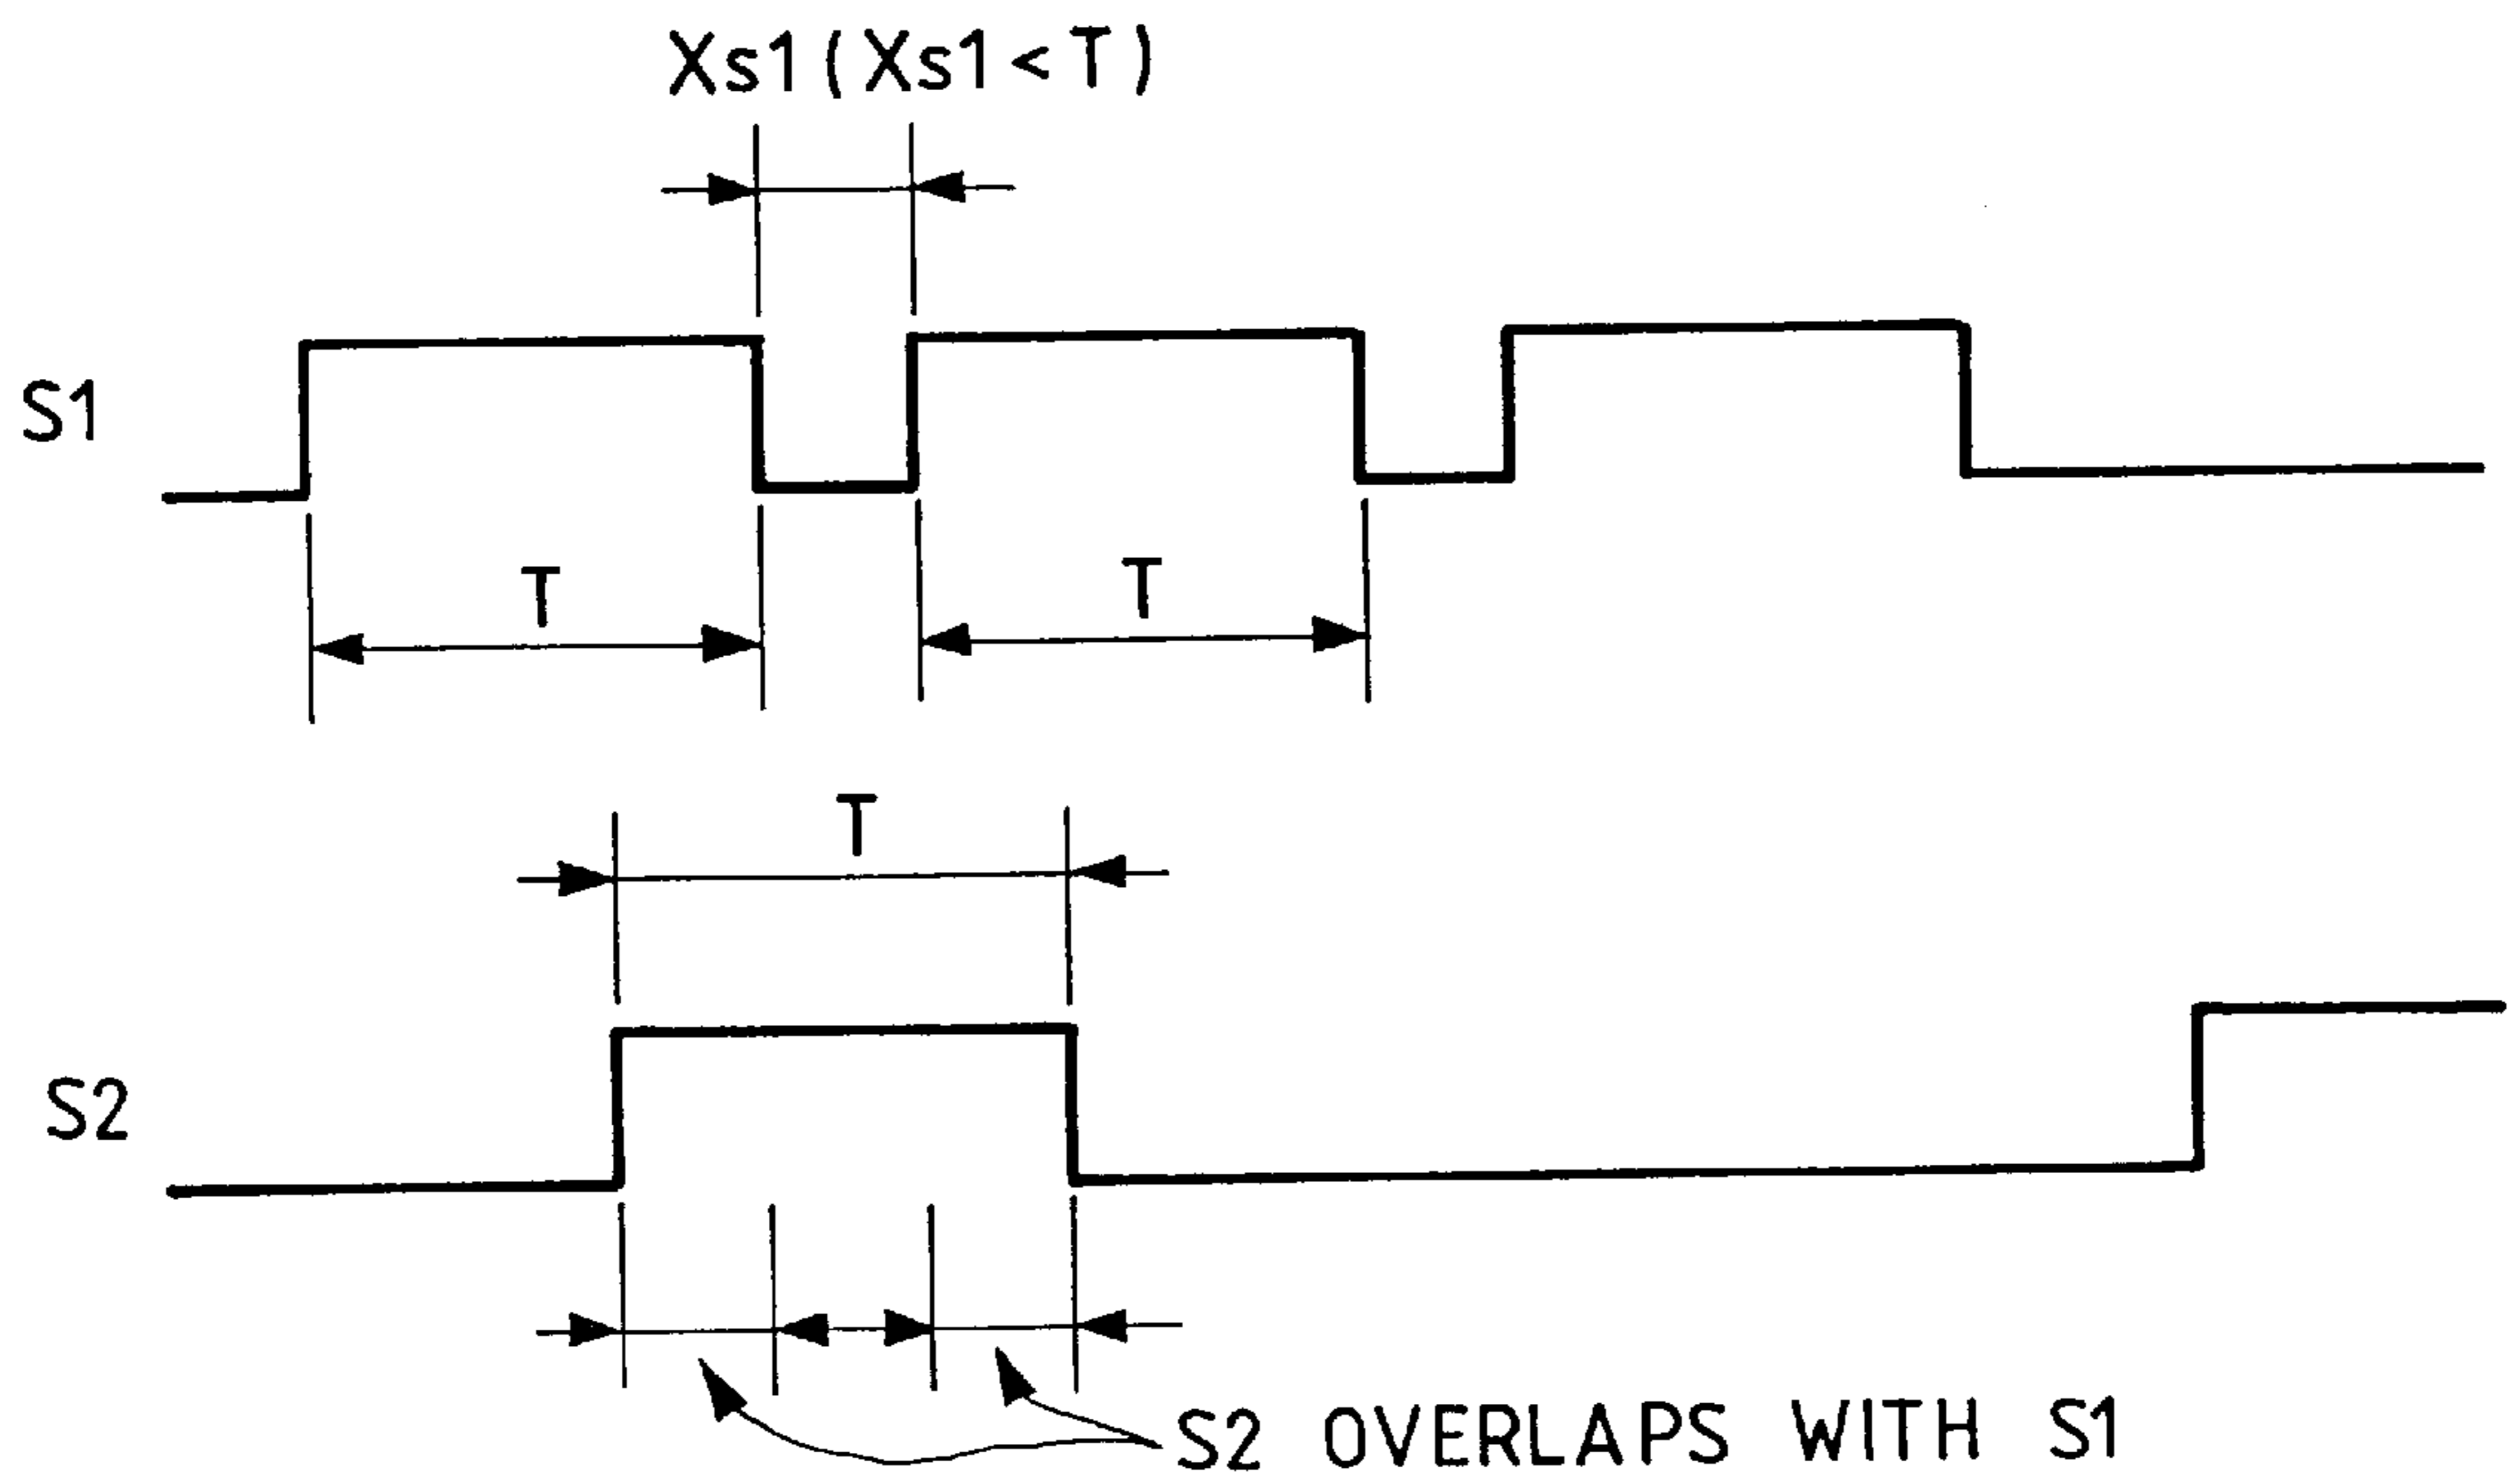 Xs1(Xs1<T)
S1
T
T
T
S2
S2 OVERLAPS WITH S1